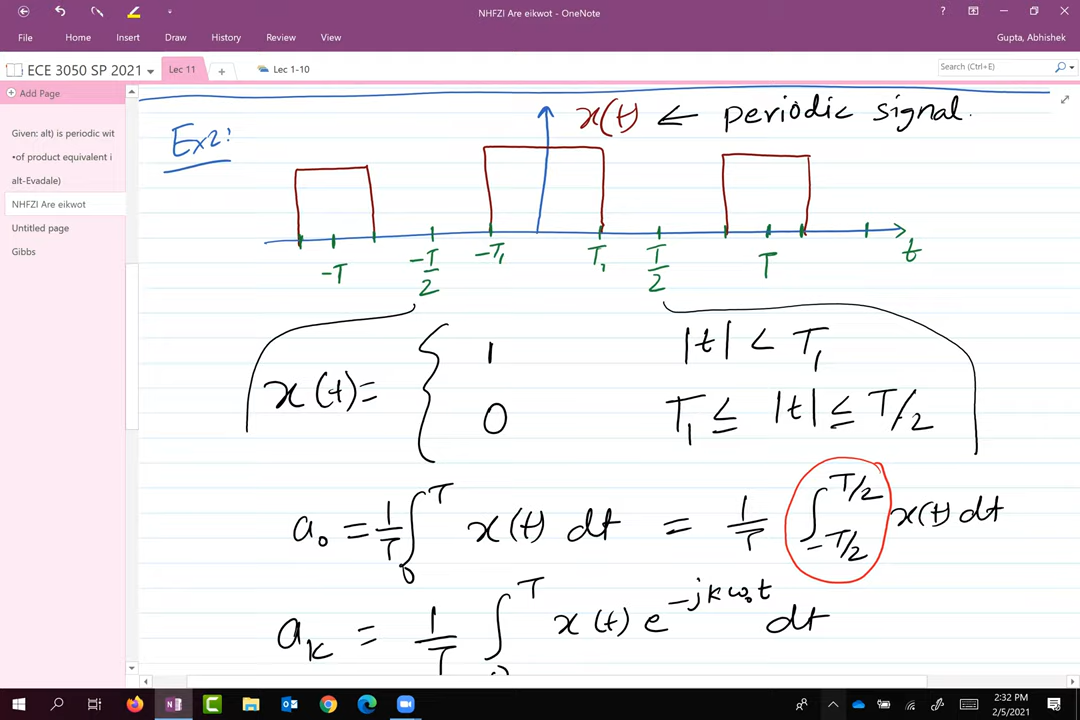 NHFZI Are eikwot - OneNote
File Home Insert Draw History Review View
Gupta, Abhishek
ECE 3050 SP 2021 Lec 11 + Lec 1-10
Search (Ctrl+E)
Add Page
Given: alt) is periodic wit
•of product equivalent i
alt-Evadale)
NHFZI Are eikwot
Untitled page
Gibbs
Ex2:
x(t) ← periodic signal.
-T -T/2 -T₁ T₁ T/2 T t
x(t) = { 1 |t| < T₁
0 T₁ ≤ |t| ≤ T/2
a₀ = 1/T ∫₀^T x(t) dt = 1/T ∫_{-T/2}^{T/2} x(t) dt
aₖ = 1/T ∫₀^T x(t) e^{-jkω₀t} dt
2:32 PM
2/5/2021